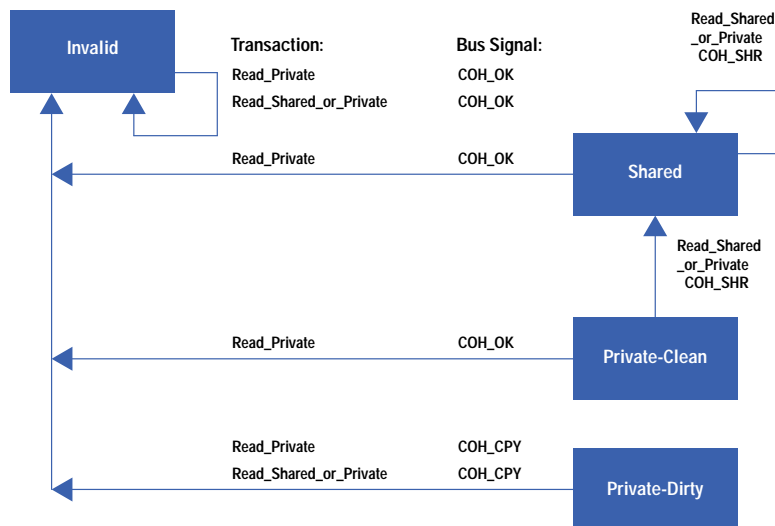 Invalid
Transaction: Bus Signal:
Read_Private COH_OK
Read_Shared_or_Private COH_OK
Read_Shared
_or_Private
COH_SHR
Read_Private COH_OK
Shared
Read_Shared
_or_Private
COH_SHR
Read_Private COH_OK
Private-Clean
Read_Private COH_CPY
Read_Shared_or_Private COH_CPY
Private-Dirty